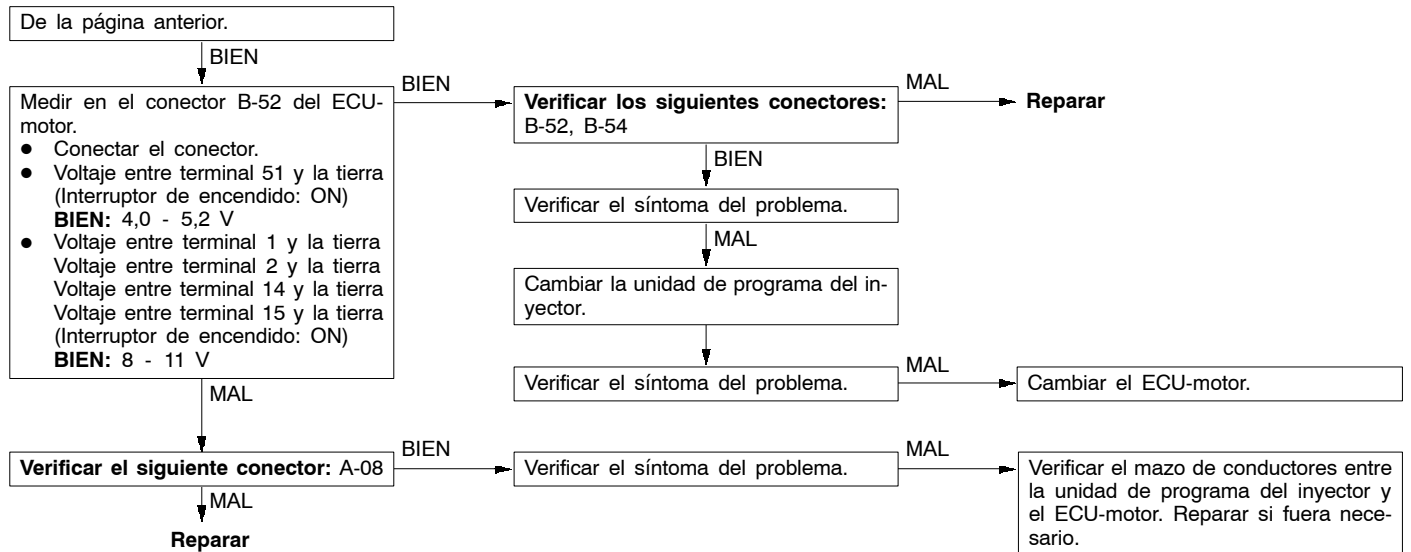 De la página anterior.
BIEN
Medir en el conector B-52 del ECU-
motor.
● Conectar el conector.
● Voltaje entre terminal 51 y la tierra
(Interruptor de encendido: ON)
BIEN: 4,0 - 5,2 V
● Voltaje entre terminal 1 y la tierra
Voltaje entre terminal 2 y la tierra
Voltaje entre terminal 14 y la tierra
Voltaje entre terminal 15 y la tierra
(Interruptor de encendido: ON)
BIEN: 8 - 11 V
BIEN
Verificar los siguientes conectores:
B-52, B-54
MAL
Reparar
BIEN
Verificar el síntoma del problema.
MAL
Cambiar la unidad de programa del in-
yector.
Verificar el síntoma del problema.
MAL
Cambiar el ECU-motor.
MAL
Verificar el siguiente conector: A-08
BIEN
Verificar el síntoma del problema.
MAL
Verificar el mazo de conductores entre
la unidad de programa del inyector y
el ECU-motor. Reparar si fuera nece-
sario.
MAL
Reparar